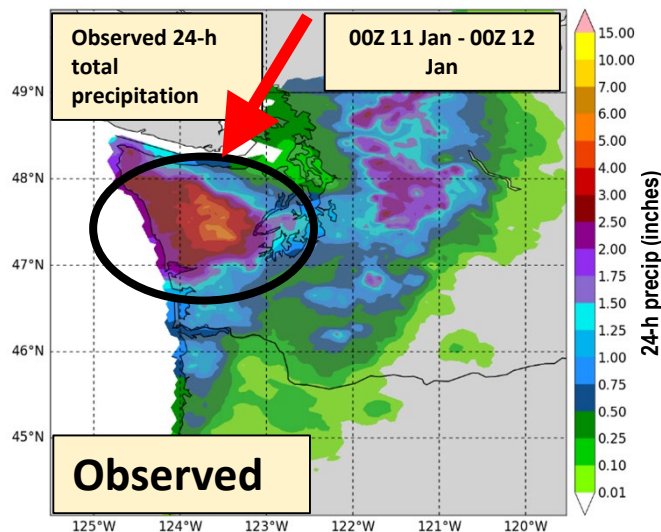 Observed 24-h
total
precipitation
00Z 11 Jan - 00Z 12
Jan
49°N
48°N
47°N
46°N
45°N
125°W
124°W
123°W
122°W
121°W
120°W
Observed
15.00
10.00
7.00
6.00
5.00
4.00
3.00
2.50
2.00
1.75
1.50
1.25
1.00
0.75
0.50
0.25
0.10
0.01
24-h precip (inches)